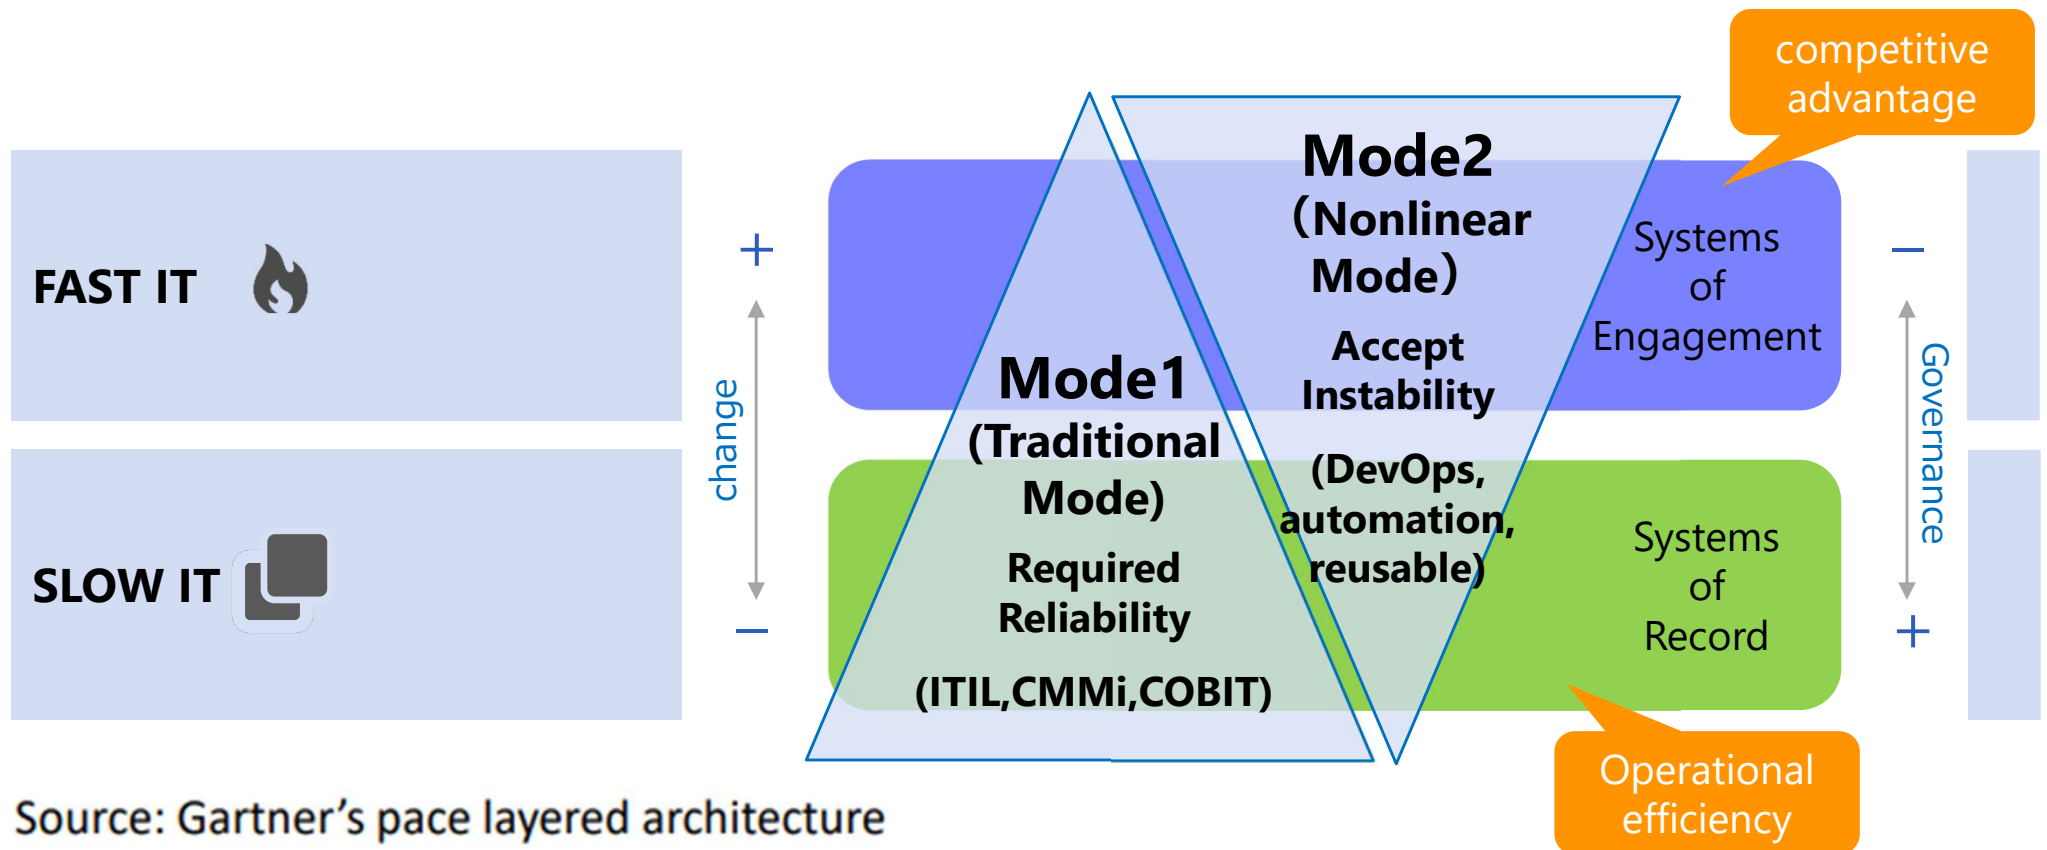 competitive
advantage
FAST IT
+
change
−
Mode2
（Nonlinear
Mode）
Accept
Instability
(DevOps,
automation,
reusable)
Systems
of
Engagement
−
Governance
+
Mode1
(Traditional
Mode)
Required
Reliability
(ITIL,CMMi,COBIT)
SLOW IT
Systems
of
Record
Operational
efficiency
Source: Gartner’s pace layered architecture